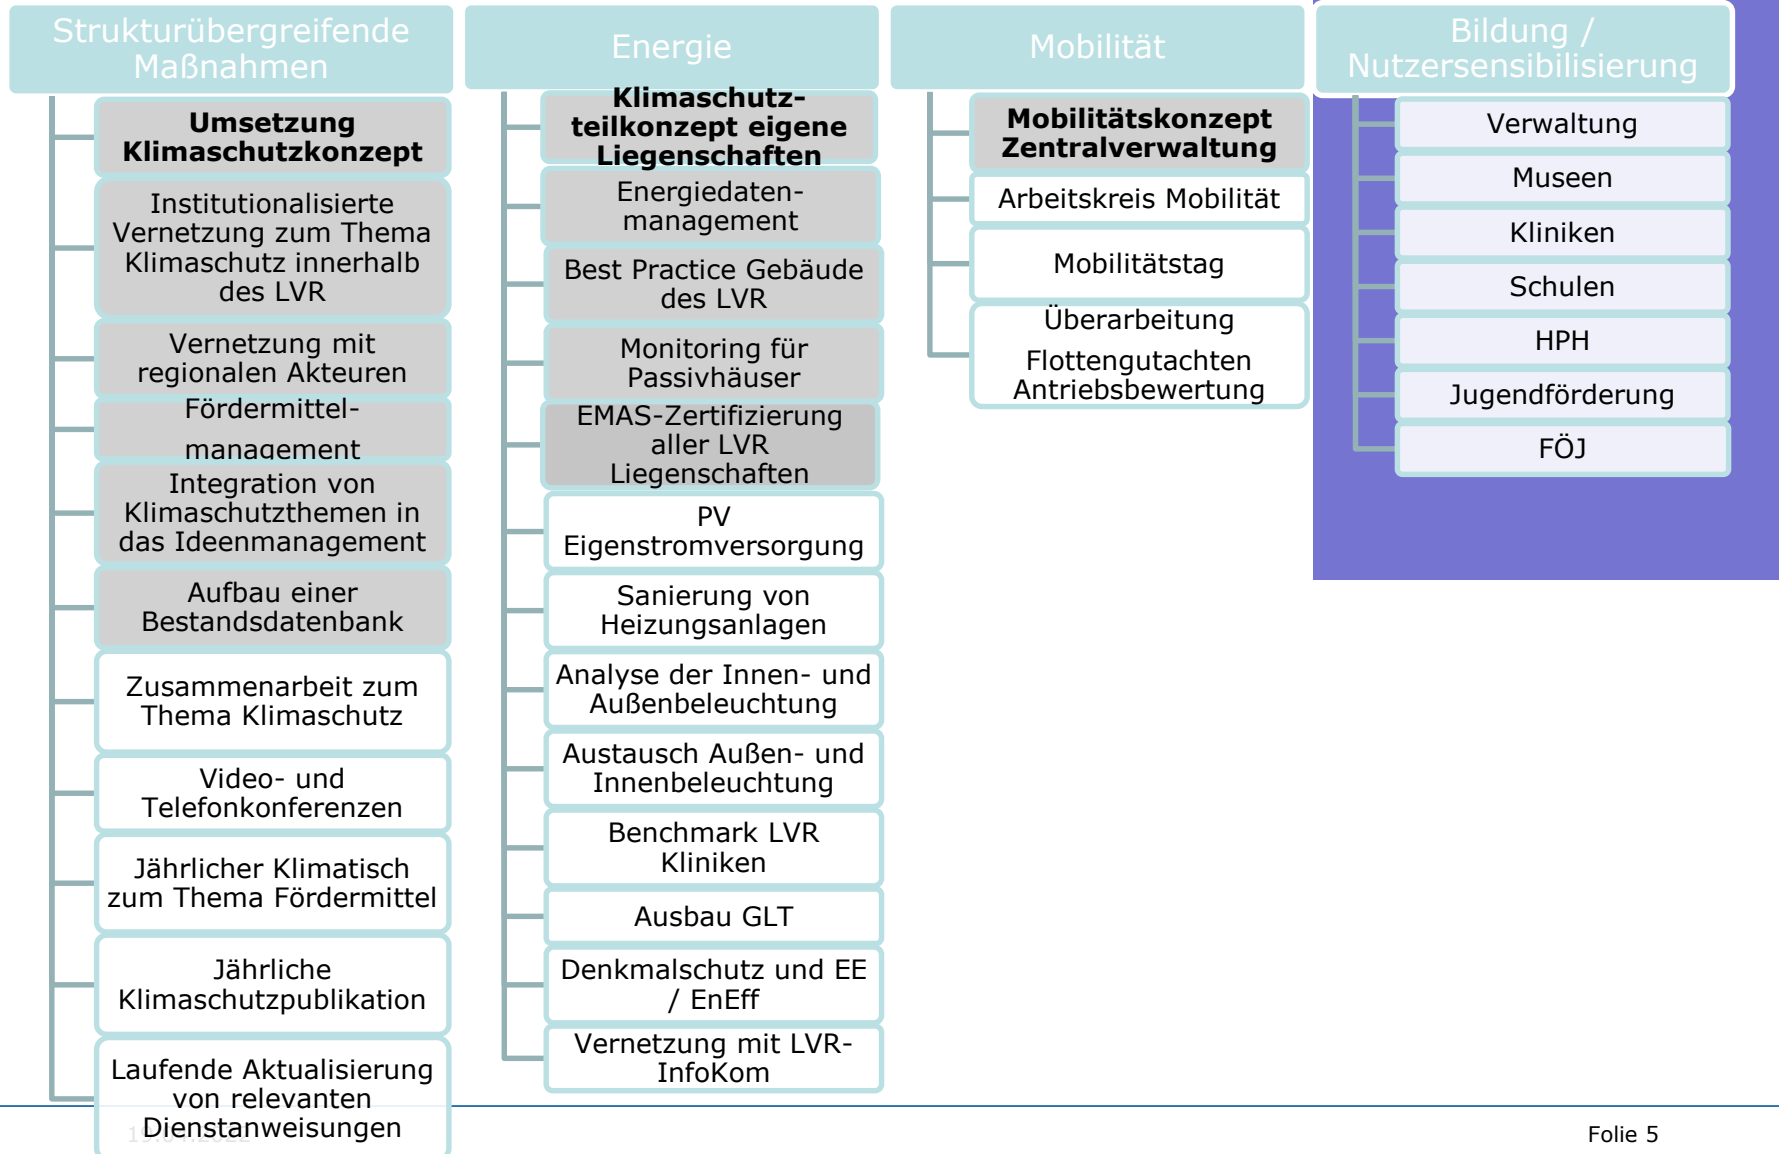 Strukturübergreifende
Maßnahmen
Umsetzung
Klimaschutzkonzept
Institutionalisierte
Vernetzung zum Thema
Klimaschutz innerhalb
des LVR
Vernetzung mit
regionalen Akteuren
Fördermittel-
management
Integration von
Klimaschutzthemen in
das Ideenmanagement
Aufbau einer
Bestandsdatenbank
Zusammenarbeit zum
Thema Klimaschutz
Video- und
Telefonkonferenzen
Jährlicher Klimatisch
zum Thema Fördermittel
Jährliche
Klimaschutzpublikation
Laufende Aktualisierung
von relevanten
Dienstanweisungen
Energie
Klimaschutz-
teilkonzept eigene
Liegenschaften
Energiedaten-
management
Best Practice Gebäude
des LVR
Monitoring für
Passivhäuser
EMAS-Zertifizierung
aller LVR
Liegenschaften
PV
Eigenstromversorgung
Sanierung von
Heizungsanlagen
Analyse der Innen- und
Außenbeleuchtung
Austausch Außen- und
Innenbeleuchtung
Benchmark LVR
Kliniken
Ausbau GLT
Denkmalschutz und EE
/ EnEff
Vernetzung mit LVR-
InfoKom
Mobilität
Mobilitätskonzept
Zentralverwaltung
Arbeitskreis Mobilität
Mobilitätstag
Überarbeitung
Flottengutachten
Antriebsbewertung
Bildung /
Nutzersensibilisierung
Verwaltung
Museen
Kliniken
Schulen
HPH
Jugendförderung
FÖJ
Folie 5